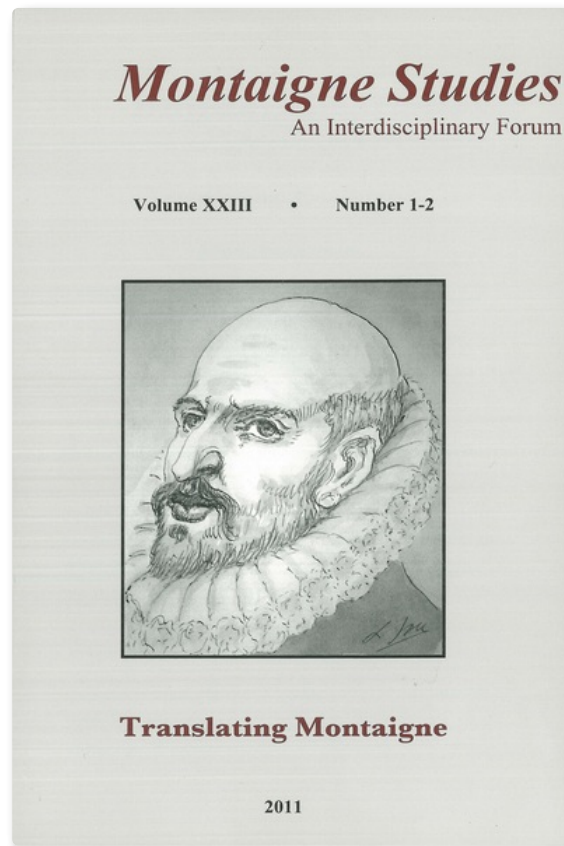 Montaigne Studies
An Interdisciplinary Forum
Volume XXIII • Number 1-2
Translating Montaigne
2011